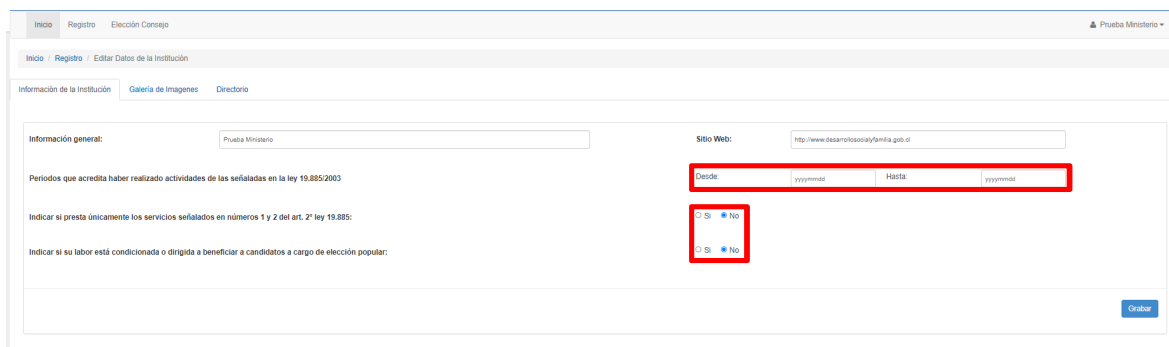 Inicio Registro Elección Consejo Prueba Ministerio
Inicio / Registro / Editar Datos de la Institución
Información de la Institución Galería de Imagenes Directorio
Información general: Prueba Ministerio Sitio Web: http://www.desarrollosocialyfamilia.gob.cl
Periodos que acredita haber realizado actividades de las señaladas en la ley 19.885/2003 Desde: yyyymmdd Hasta: yyyymmdd
Indicar si presta únicamente los servicios señalados en números 1 y 2 del art. 2° ley 19.885: Si No
Indicar si su labor está condicionada o dirigida a beneficiar a candidatos a cargo de elección popular: Si No
Grabar